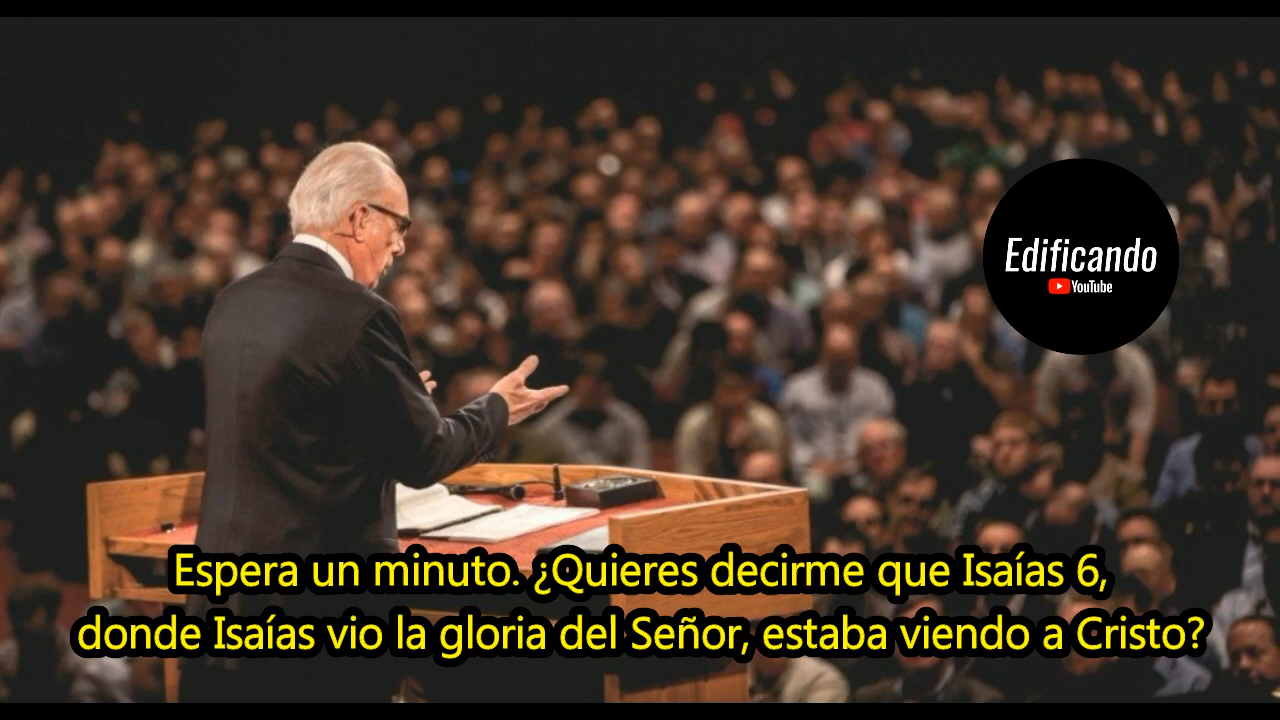 Edificando
YouTube
Espera un minuto. ¿Quieres decirme que Isaías 6,
donde Isaías vio la gloria del Señor, estaba viendo a Cristo?